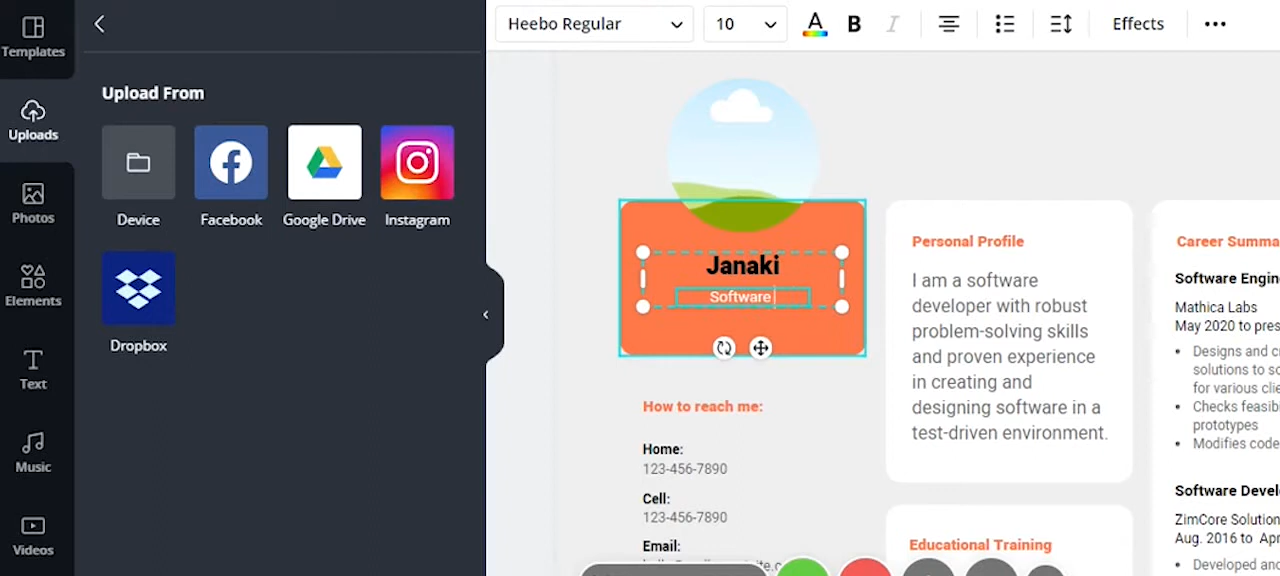 Templates
Uploads
Photos
Elements
Text
Music
Videos
Upload From
Device
Facebook
Google Drive
Instagram
Dropbox
Heebo Regular
10
A
B
I
Effects
Janaki
Software
How to reach me:
Home:
123-456-7890
Cell:
123-456-7890
Email:
Personal Profile
I am a software
developer with robust
problem-solving skills
and proven experience
in creating and
designing software in a
test-driven environment.
Educational Training
Career Summa
Software Engin
Mathica Labs
May 2020 to pres
• Designs and c
solutions to so
for various clie
• Checks feasibi
prototypes
• Modifies code
Software Devel
ZimCore Solution
Aug. 2016 to Apr
• Developed and